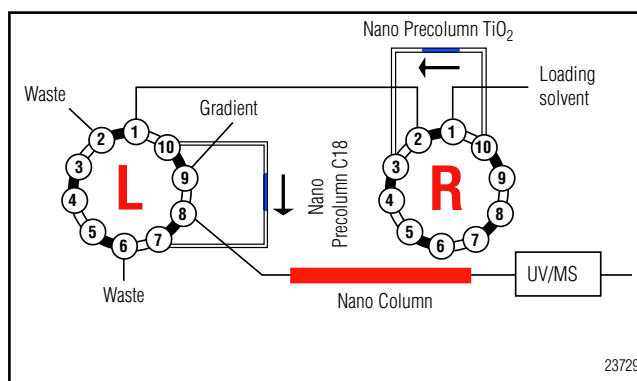 Nano Precolumn TiO2
Loading
solvent
Waste
Gradient
Nano
Precolumn C18
L
1
2
3
4
5
6
7
8
9
10
R
1
2
3
4
5
6
7
8
9
10
Waste
Nano Column
UV/MS
23729